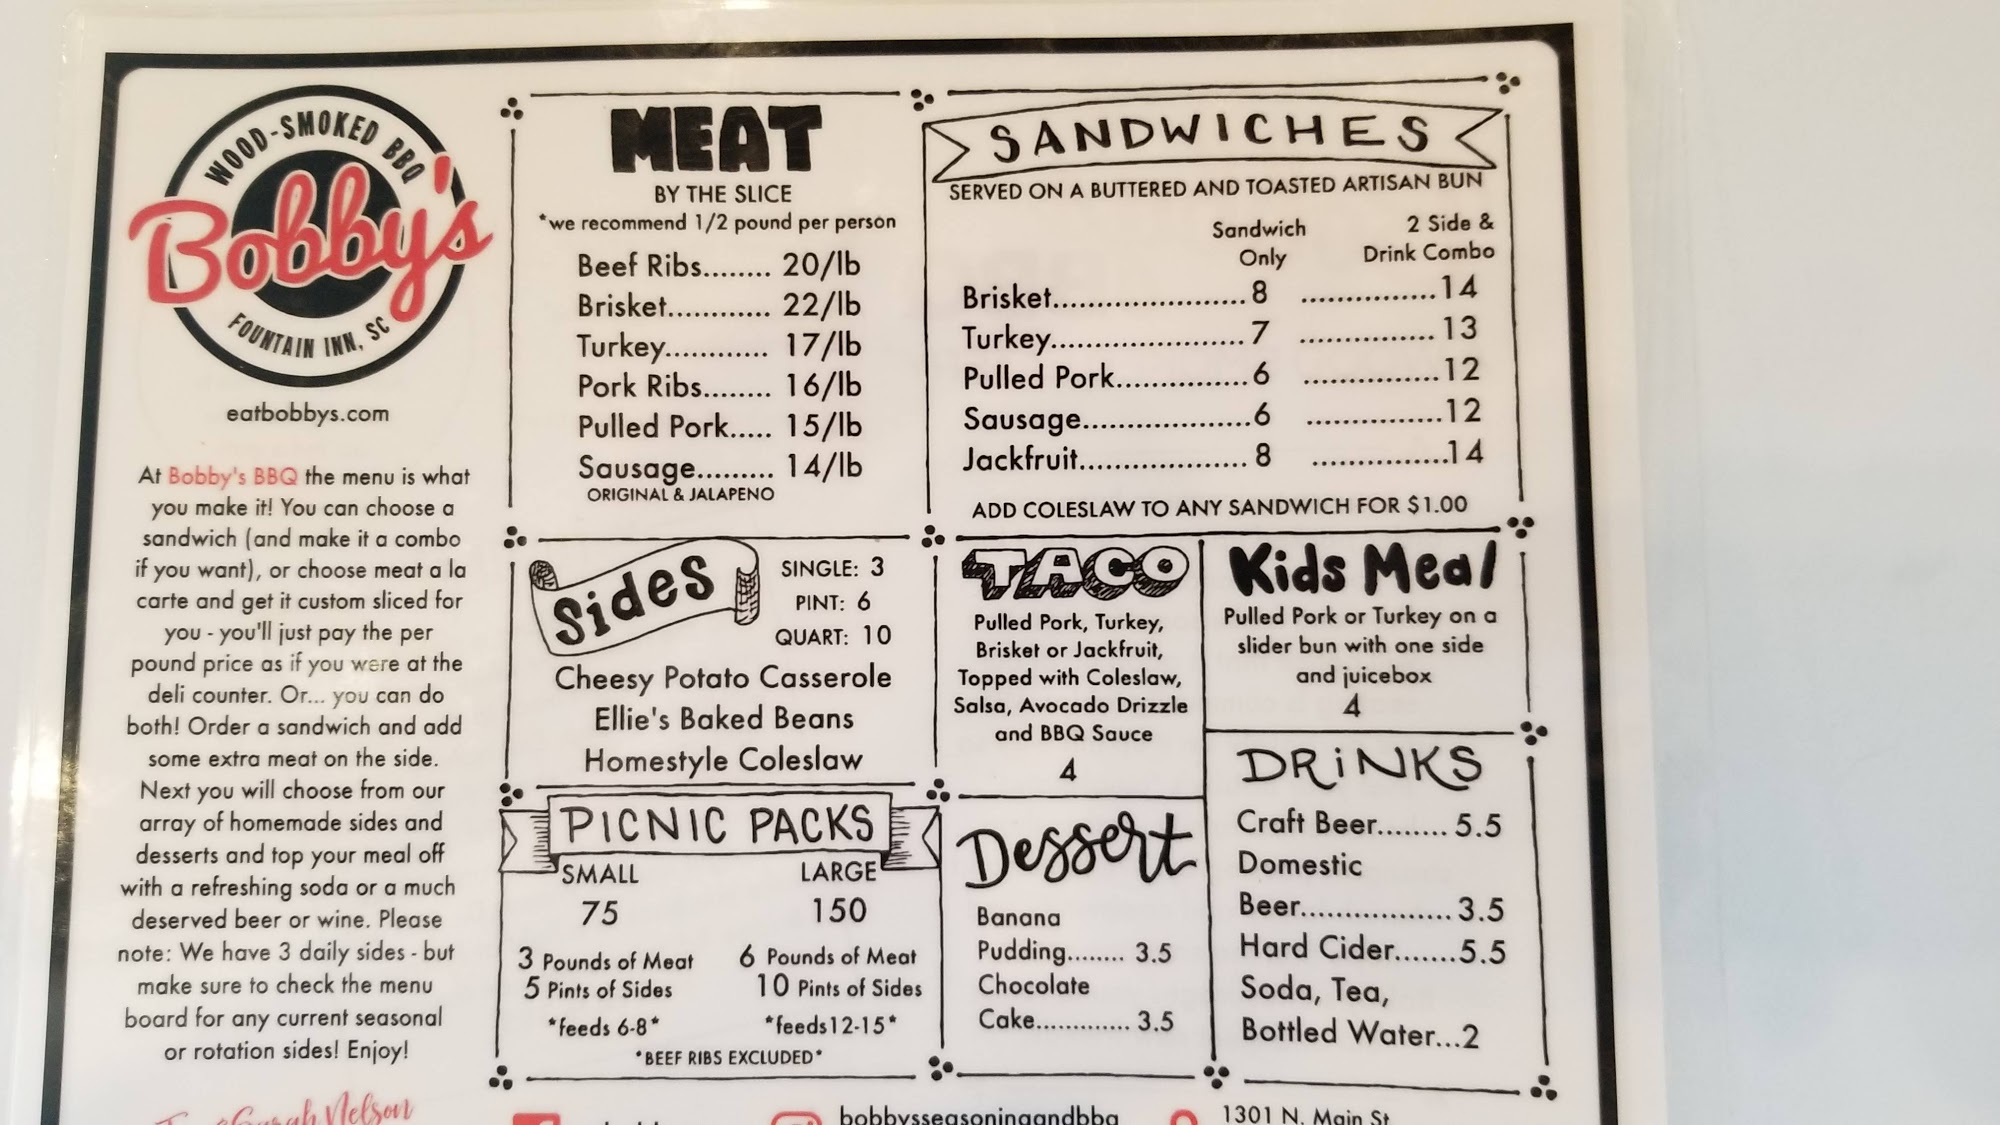 WOOD-SMOKED BBQ
Bobby's
FOUNTAIN INN, SC
eatbobbys.com
At Bobby's BBQ the menu is what
you make it! You can choose a
sandwich (and make it a combo
if you want), or choose meat a la
carte and get it custom sliced for
you - you'll just pay the per
pound price as if you were at the
deli counter. Or... you can do
both! Order a sandwich and add
some extra meat on the side.
Next you will choose from our
array of homemade sides and
desserts and top your meal off
with a refreshing soda or a much
deserved beer or wine. Please
note: We have 3 daily sides - but
make sure to check the menu
board for any current seasonal
or rotation sides! Enjoy!
Nelson
MEAT
BY THE SLICE
*we recommend 1/2 pound per person
Beef Ribs........ 20/lb
Brisket............ 22/lb
Turkey............ 17/lb
Pork Ribs........ 16/lb
Pulled Pork..... 15/lb
Sausage......... 14/lb
ORIGINAL & JALAPENO
SANDWICHES
SERVED ON A BUTTERED AND TOASTED ARTISAN BUN
Sandwich Only
2 Side & Drink Combo
Brisket......................8 ................14
Turkey.......................7 ................13
Pulled Pork...............6 ................12
Sausage...................6 ................12
Jackfruit................... 8 ................14
ADD COLESLAW TO ANY SANDWICH FOR $1.00
Sides
SINGLE: 3
PINT: 6
QUART: 10
Cheesy Potato Casserole
Ellie's Baked Beans
Homestyle Coleslaw
TACO
Pulled Pork, Turkey,
Brisket or Jackfruit,
Topped with Coleslaw,
Salsa, Avocado Drizzle
and BBQ Sauce
4
Kids Meal
Pulled Pork or Turkey on a
slider bun with one side
and juicebox
4
PICNIC PACKS
SMALL
75
3 Pounds of Meat
5 Pints of Sides
*feeds 6-8*
LARGE
150
6 Pounds of Meat
10 Pints of Sides
*feeds12-15*
*BEEF RIBS EXCLUDED*
Dessert
Banana
Pudding........ 3.5
Chocolate
Cake............. 3.5
DRiNKS
Craft Beer........ 5.5
Domestic
Beer.................. 3.5
Hard Cider.......5.5
Soda, Tea,
Bottled Water...2
bobbysseasoningandbbq
1301 N. Main St